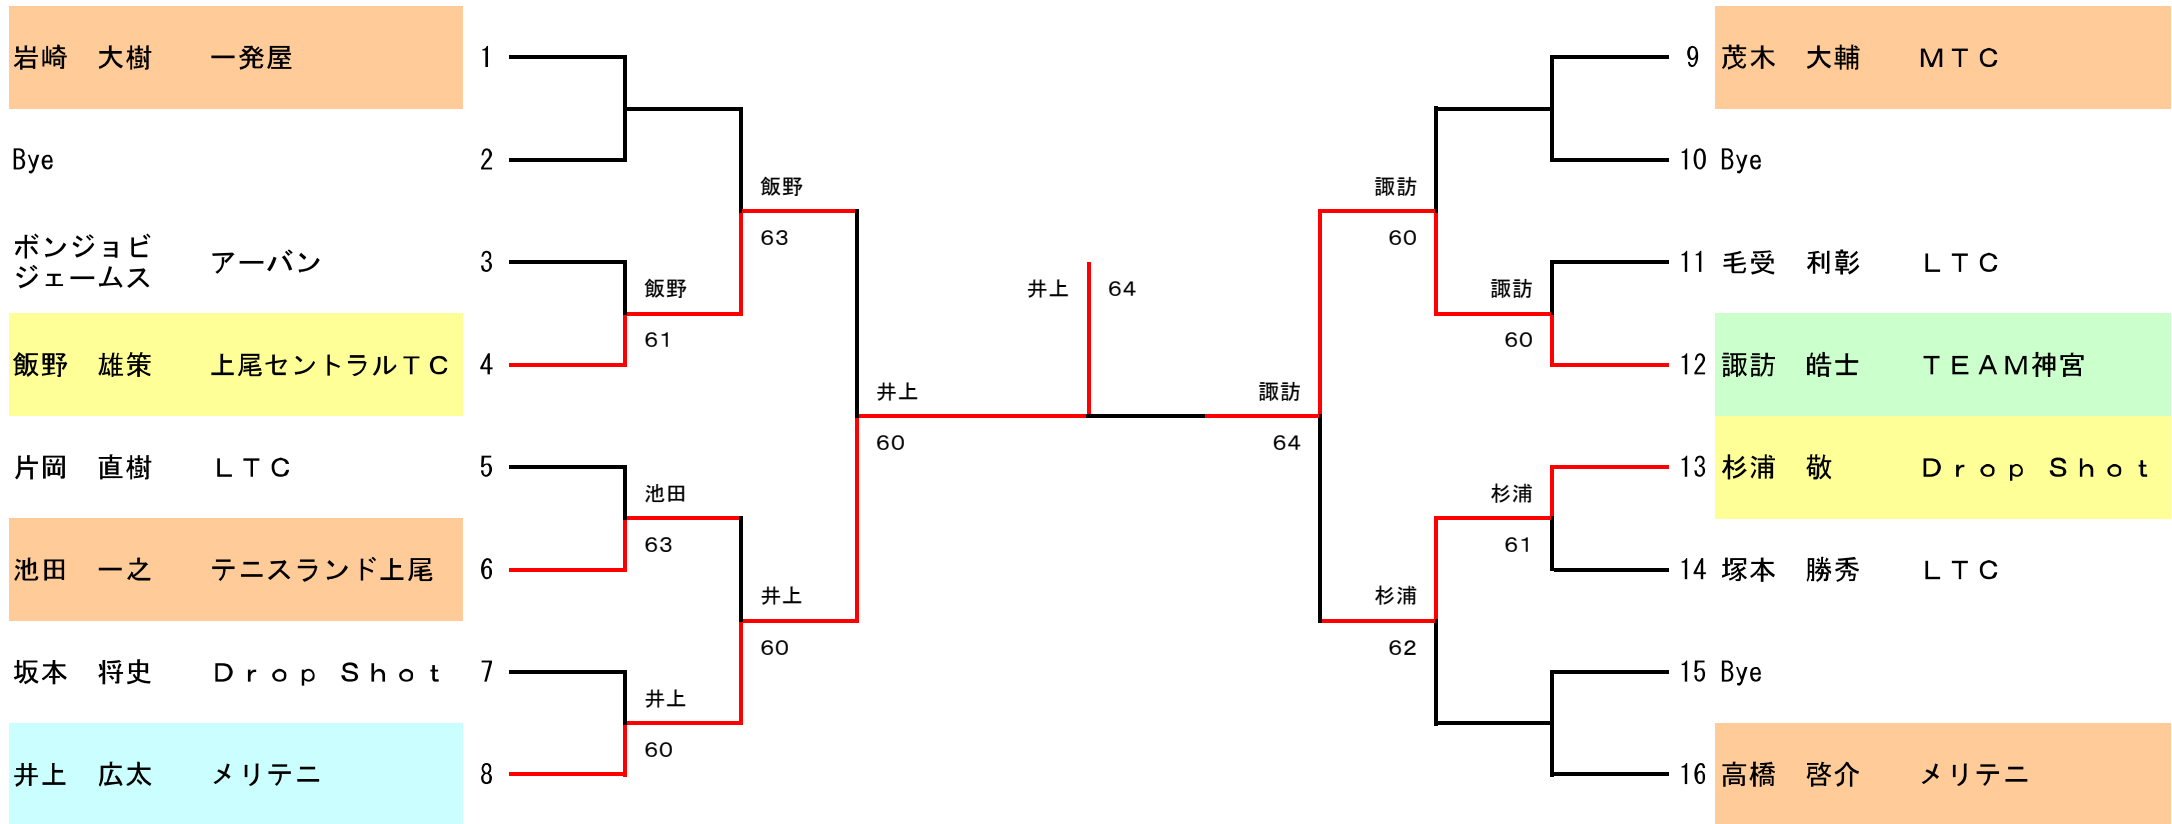 岩崎　大樹　一発屋　1
Bye　2
飯野
63
ボンジョビ
ジェームス　アーバン　3
飯野
61
飯野　雄策　上尾セントラルＴＣ　4
井上
60
片岡　直樹　ＬＴＣ　5
池田
63
池田　一之　テニスランド上尾　6
井上
60
坂本　将史　Ｄｒｏｐ　Ｓｈｏｔ　7
井上
60
井上　広太　メリテニ　8
井上　64
9　茂木　大輔　ＭＴＣ
10　Bye
諏訪
60
11　毛受　利彰　ＬＴＣ
諏訪
60
12　諏訪　皓士　ＴＥＡＭ神宮
諏訪
64
13　杉浦　敬　Ｄｒｏｐ　Ｓｈｏｔ
杉浦
61
14　塚本　勝秀　ＬＴＣ
杉浦
62
15　Bye
16　高橋　啓介　メリテニ